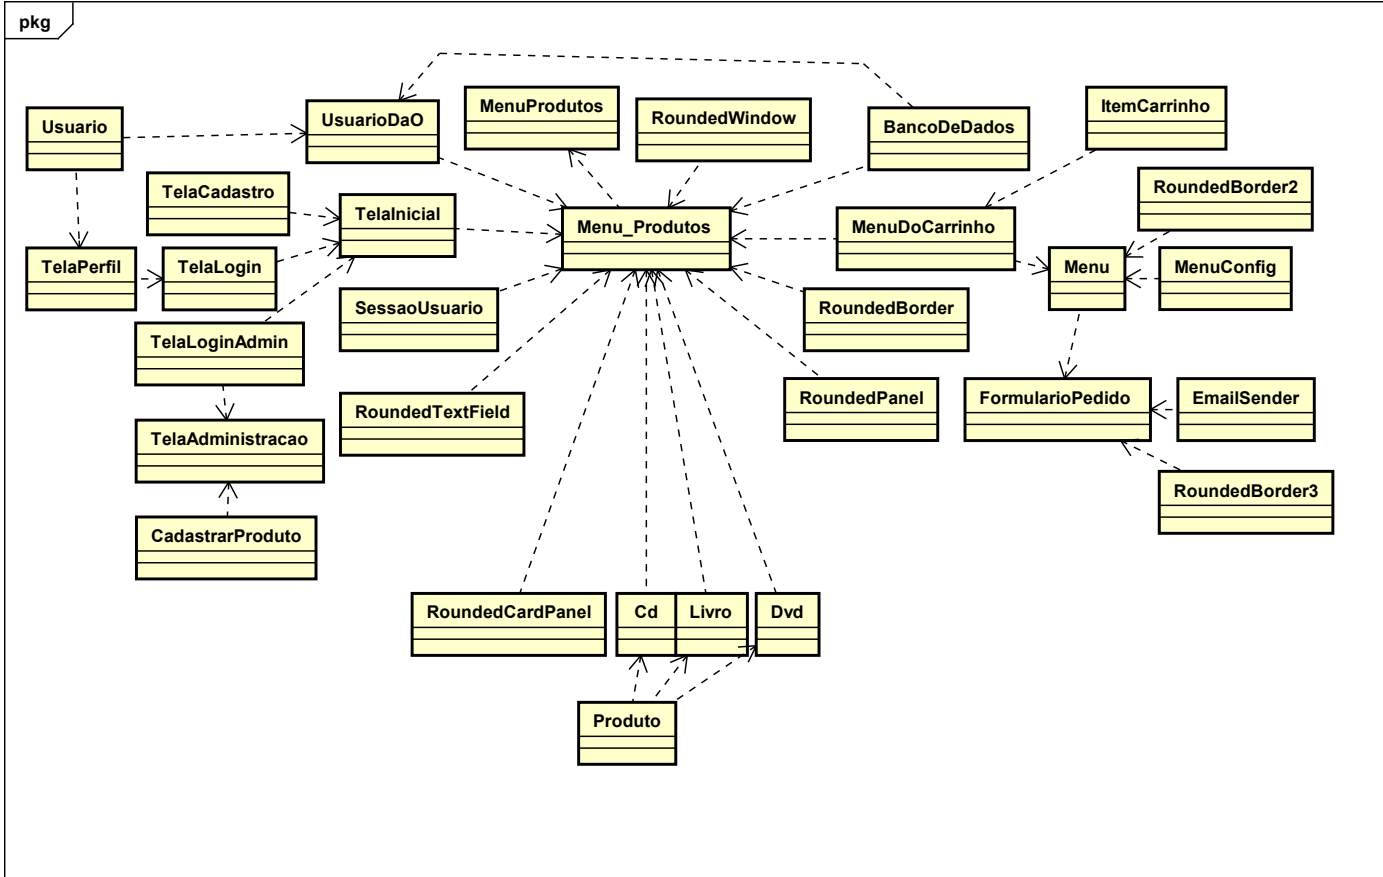 pkg
MenuProdutos
ItemCarrinho
RoundedWindow
UsuarioDaO
BancoDeDados
Usuario
RoundedBorder2
TelaCadastro
TelaInicial
Menu_Produtos
MenuDoCarrinho
TelaPerfil
TelaLogin
Menu
MenuConfig
SessaoUsuario
RoundedBorder
TelaLoginAdmin
RoundedTextField
RoundedPanel
FormularioPedido
EmailSender
TelaAdministracao
RoundedBorder3
CadastrarProduto
RoundedCardPanel
Cd
Livro
Dvd
Produto